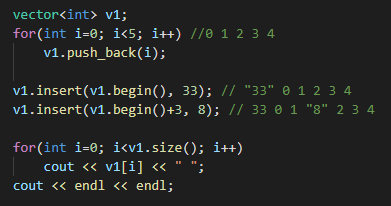 vector<int> v1;
for(int i=0; i<5; i++) //0 1 2 3 4
v1.push_back(i);
v1.insert(v1.begin(), 33); // "33" 0 1 2 3 4
v1.insert(v1.begin()+3, 8); // 33 0 1 "8" 2 3 4
for(int i=0; i<v1.size(); i++)
cout << v1[i] << " ";
cout << endl << endl;